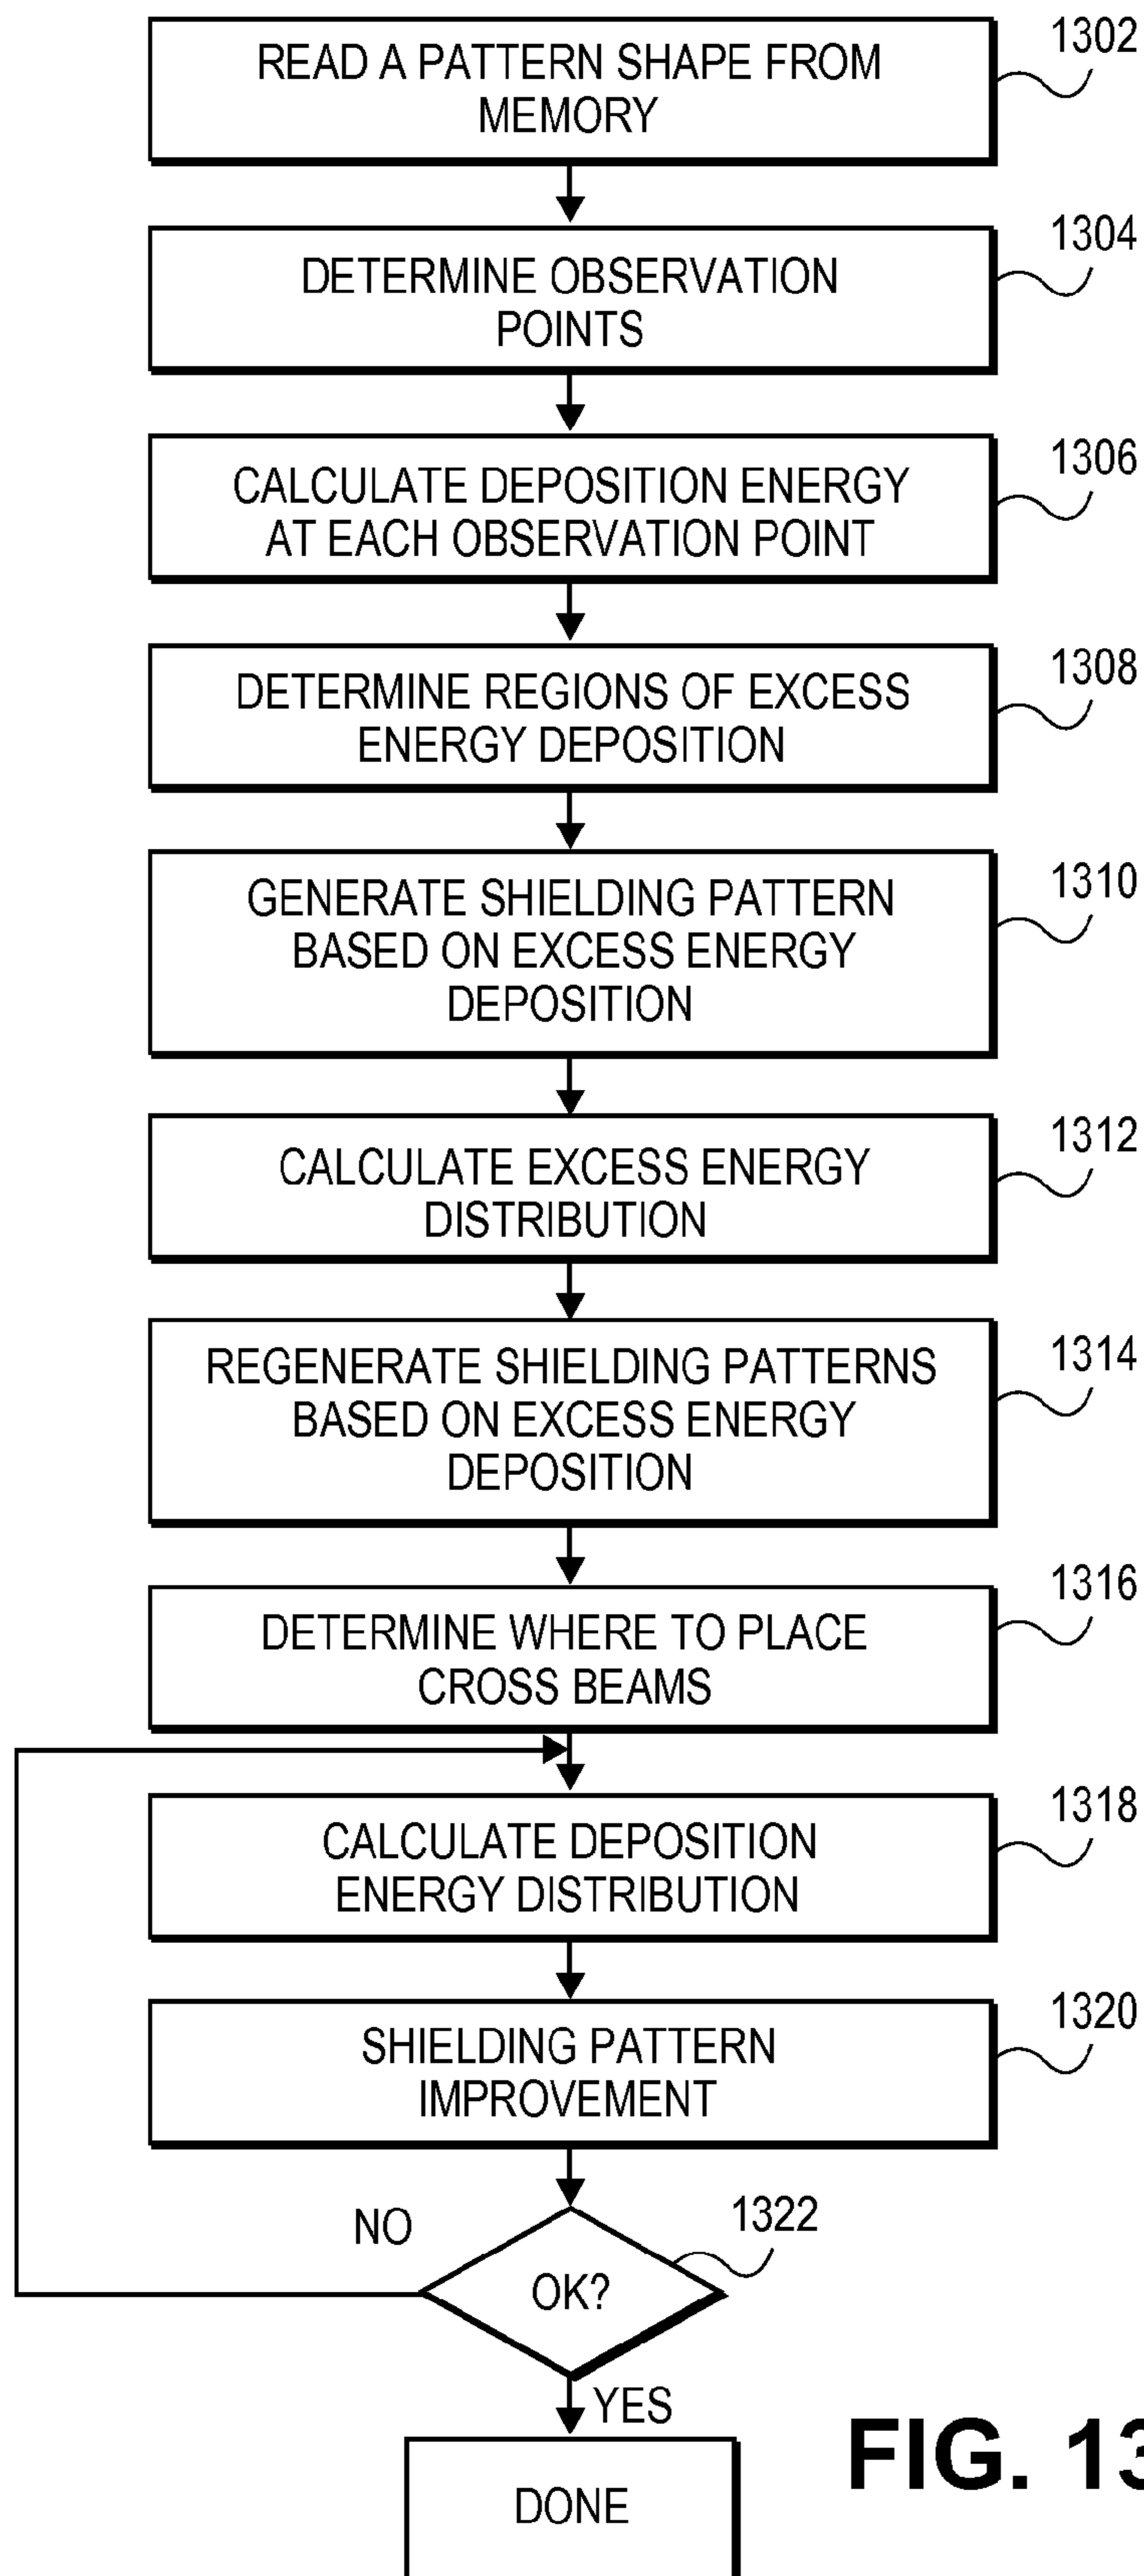 READ A PATTERN SHAPE FROM
MEMORY
1302
DETERMINE OBSERVATION
POINTS
1304
CALCULATE DEPOSITION ENERGY
AT EACH OBSERVATION POINT
1306
DETERMINE REGIONS OF EXCESS
ENERGY DEPOSITION
1308
GENERATE SHIELDING PATTERN
BASED ON EXCESS ENERGY
DEPOSITION
1310
CALCULATE EXCESS ENERGY
DISTRIBUTION
1312
REGENERATE SHIELDING PATTERNS
BASED ON EXCESS ENERGY
DEPOSITION
1314
DETERMINE WHERE TO PLACE
CROSS BEAMS
1316
CALCULATE DEPOSITION
ENERGY DISTRIBUTION
1318
SHIELDING PATTERN
IMPROVEMENT
1320
NO
OK?
1322
YES
DONE
FIG. 13